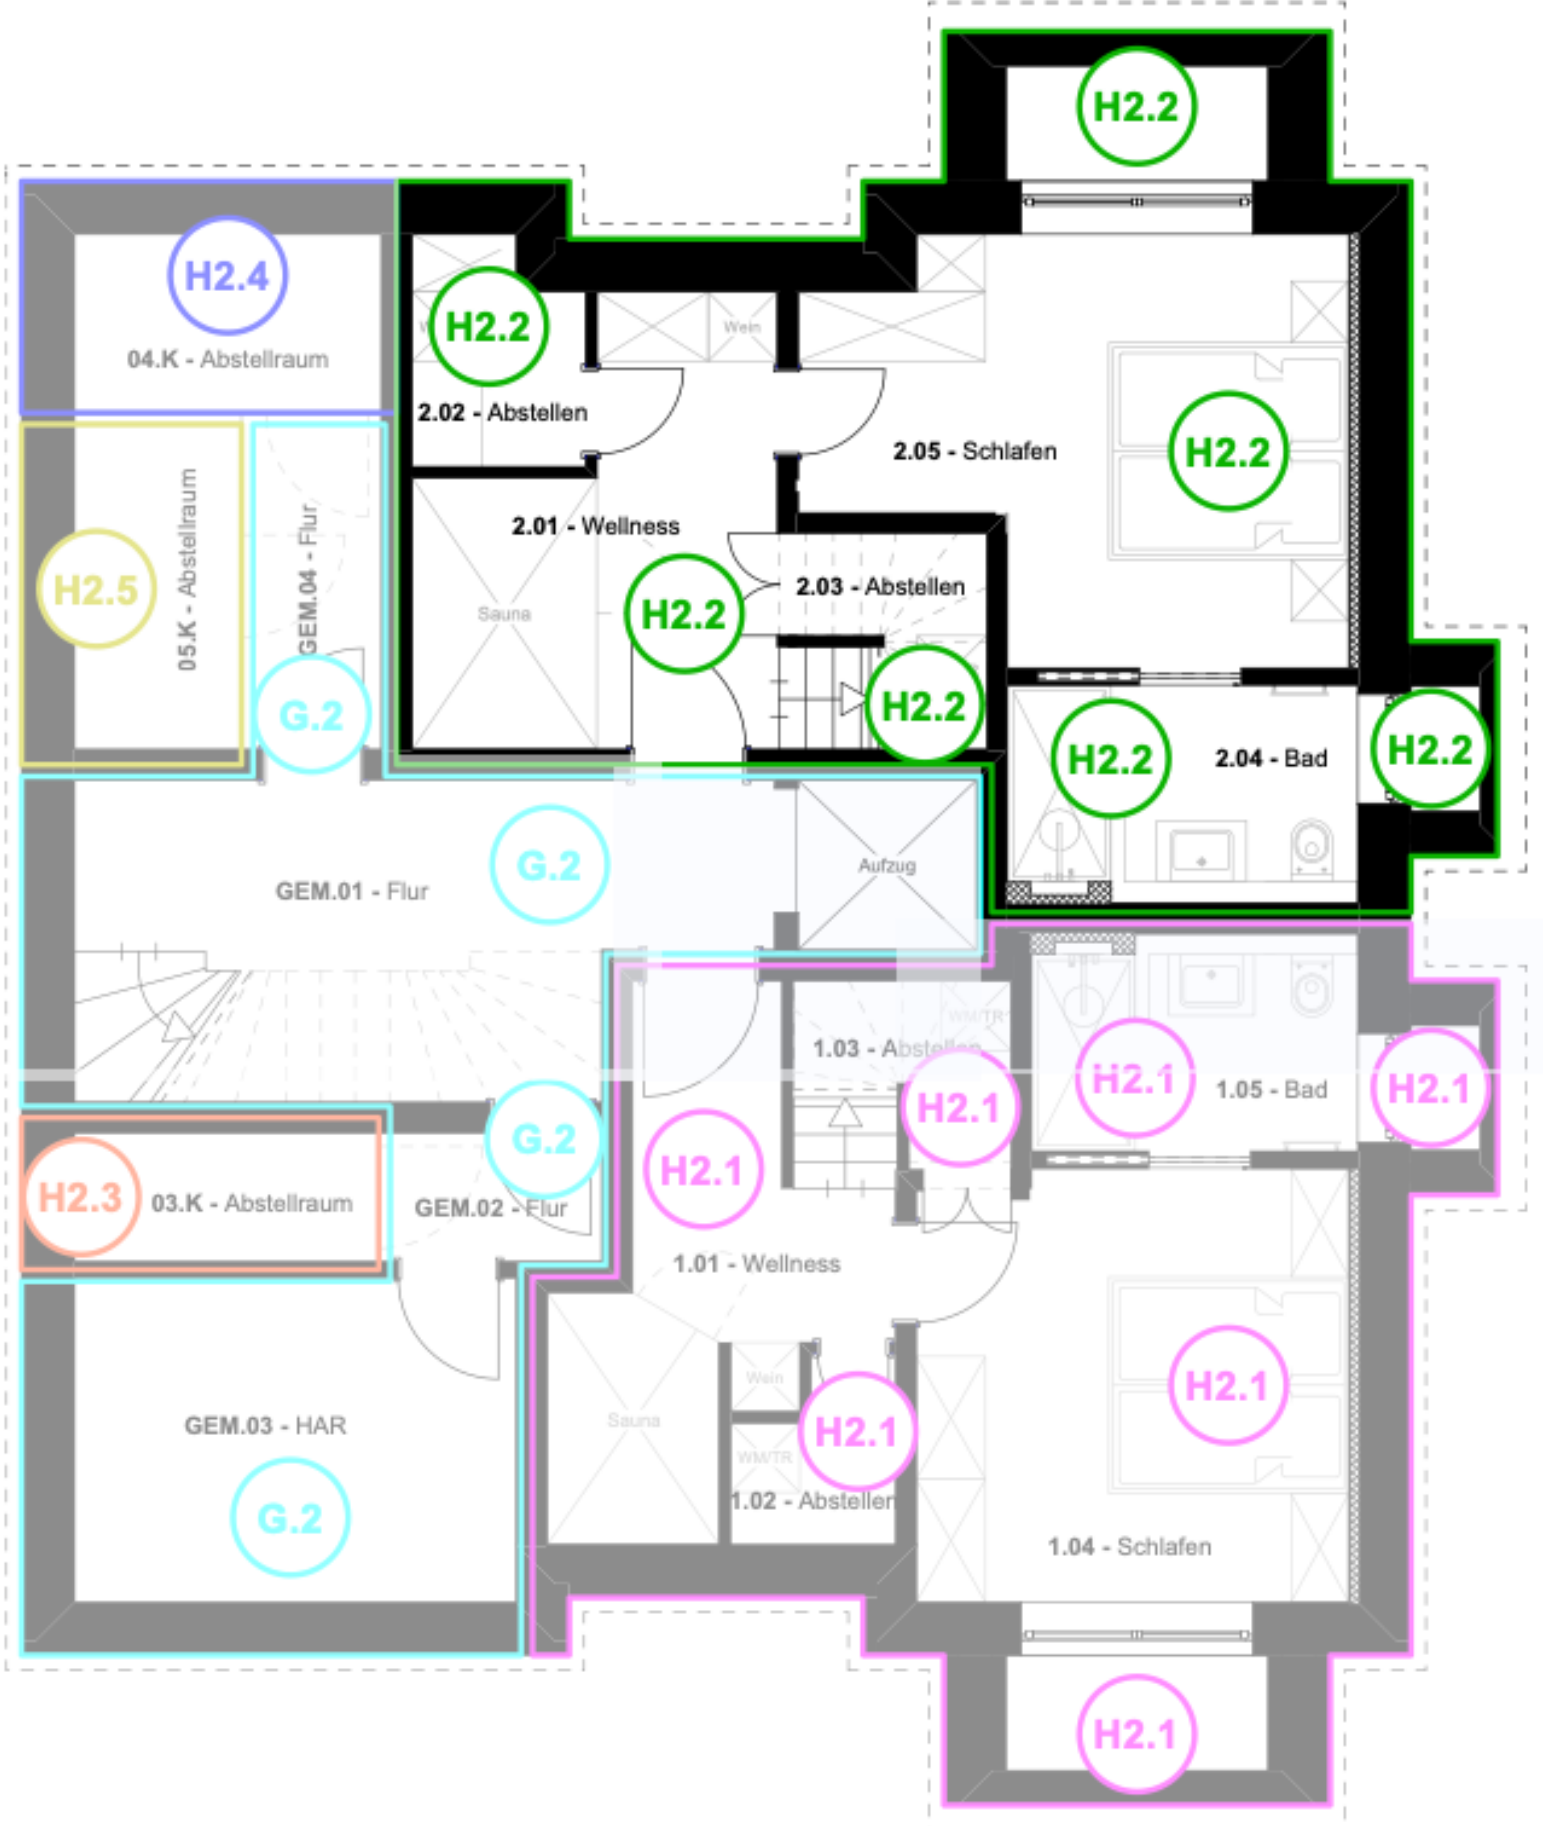 H2.2
H2.4
04.K - Abstellraum
H2.2
Wein
2.02 - Abstellen
2.05 - Schlafen
H2.2
H2.5
05.K - Abstellraum
GEM.04 - Flur
G.2
2.01 - Wellness
Sauna
H2.2
2.03 - Abstellen
H2.2
H2.2
2.04 - Bad
H2.2
G.2
GEM.01 - Flur
Aufzug
WM/TR
1.03 - Abstellen
H2.1
H2.1
1.05 - Bad
H2.1
G.2
H2.3
03.K - Abstellraum
GEM.02 - Flur
H2.1
1.01 - Wellness
Wein
H2.1
GEM.03 - HAR
Sauna
H2.1
WM/TR
1.02 - Abstellen
G.2
1.04 - Schlafen
H2.1